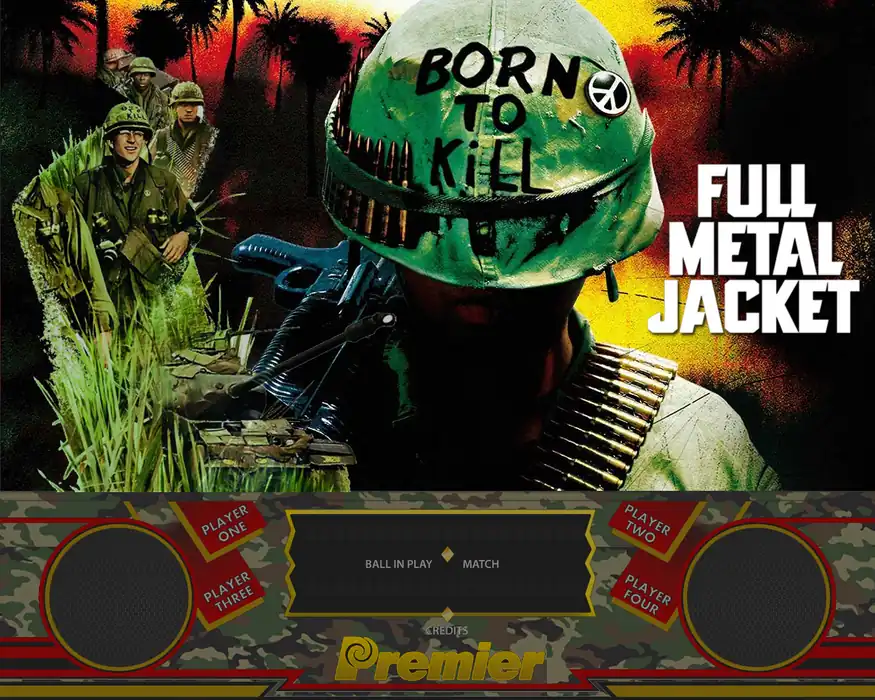 BORN
TO
KiLL
FULL
METAL
JACKET
PLAYER
ONE
PLAYER
TWO
BALL IN PLAY
MATCH
PLAYER
THREE
PLAYER
FOUR
CREDITS
Premier